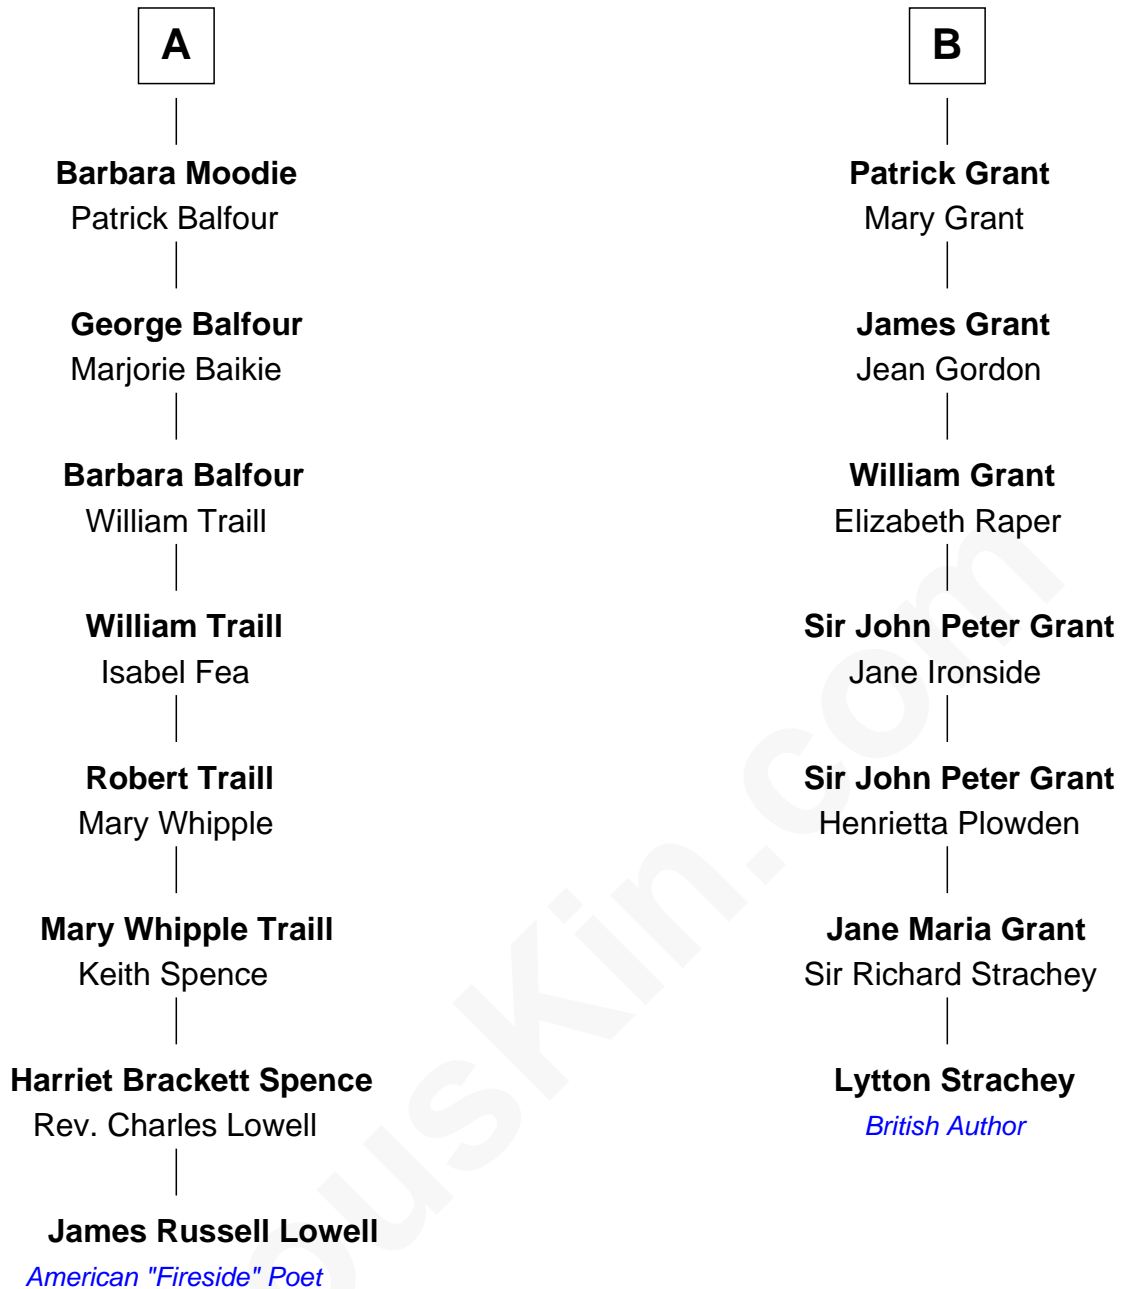 A
Barbara Moodie
Patrick Balfour
George Balfour
Marjorie Baikie
Barbara Balfour
William Traill
William Traill
Isabel Fea
Robert Traill
Mary Whipple
Mary Whipple Traill
Keith Spence
Harriet Brackett Spence
Rev. Charles Lowell
James Russell Lowell
American "Fireside" Poet
B
Patrick Grant
Mary Grant
James Grant
Jean Gordon
William Grant
Elizabeth Raper
Sir John Peter Grant
Jane Ironside
Sir John Peter Grant
Henrietta Plowden
Jane Maria Grant
Sir Richard Strachey
Lytton Strachey
British Author
ousKin.com